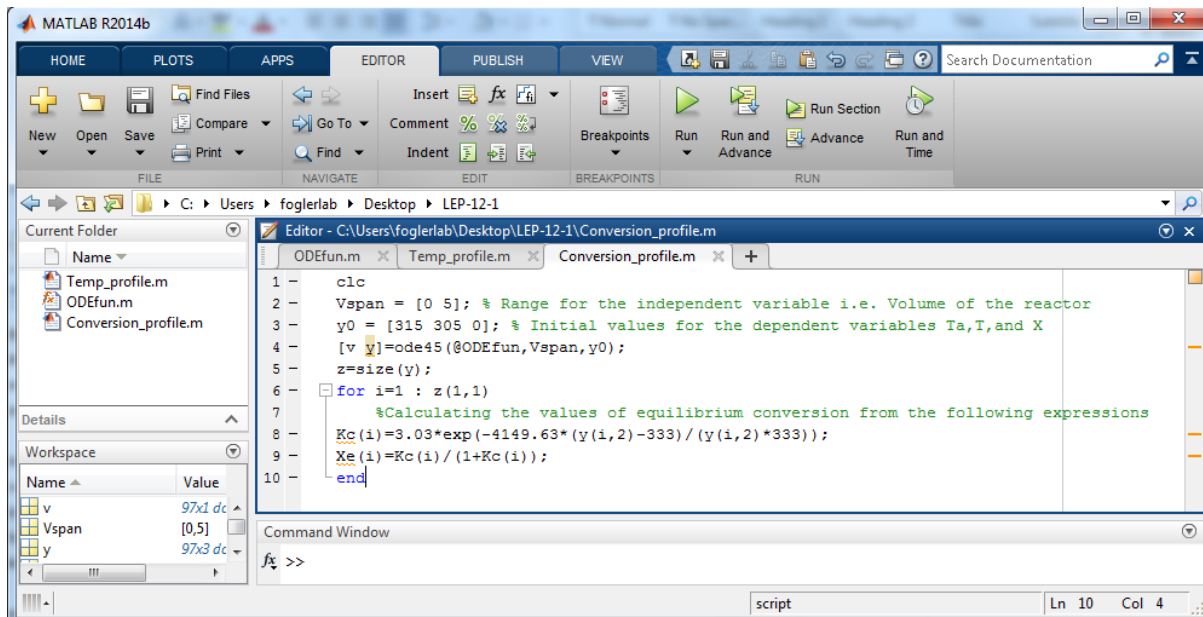 MATLAB R2014b
HOME PLOTS APPS EDITOR PUBLISH VIEW Search Documentation
New Open Save Find Files Compare Print
FILE
Go To Find
NAVIGATE
Insert fx
Comment
Indent
EDIT
Breakpoints
BREAKPOINTS
Run Run and Advance Run Section Advance Run and Time
RUN
C: Users foglerlab Desktop LEP-12-1
Current Folder
Name
Temp_profile.m
ODEfun.m
Conversion_profile.m
Details
Workspace
Name Value
v 97x1 dc
Vspan [0,5]
y 97x3 dc
Editor - C:\Users\foglerlab\Desktop\LEP-12-1\Conversion_profile.m
ODEfun.m Temp_profile.m Conversion_profile.m +
1 - clc
2 - Vspan = [0 5]; % Range for the independent variable i.e. Volume of the reactor
3 - y0 = [315 305 0]; % Initial values for the dependent variables Ta,T,and X
4 - [v y]=ode45(@ODEfun,Vspan,y0);
5 - z=size(y);
6 - for i=1 : z(1,1)
7 %Calculating the values of equilibrium conversion from the following expressions
8 - Kc(i)=3.03*exp(-4149.63*(y(i,2)-333)/(y(i,2)*333));
9 - Xe(i)=Kc(i)/(1+Kc(i));
10 - end
Command Window
fx >>
script Ln 10 Col 4